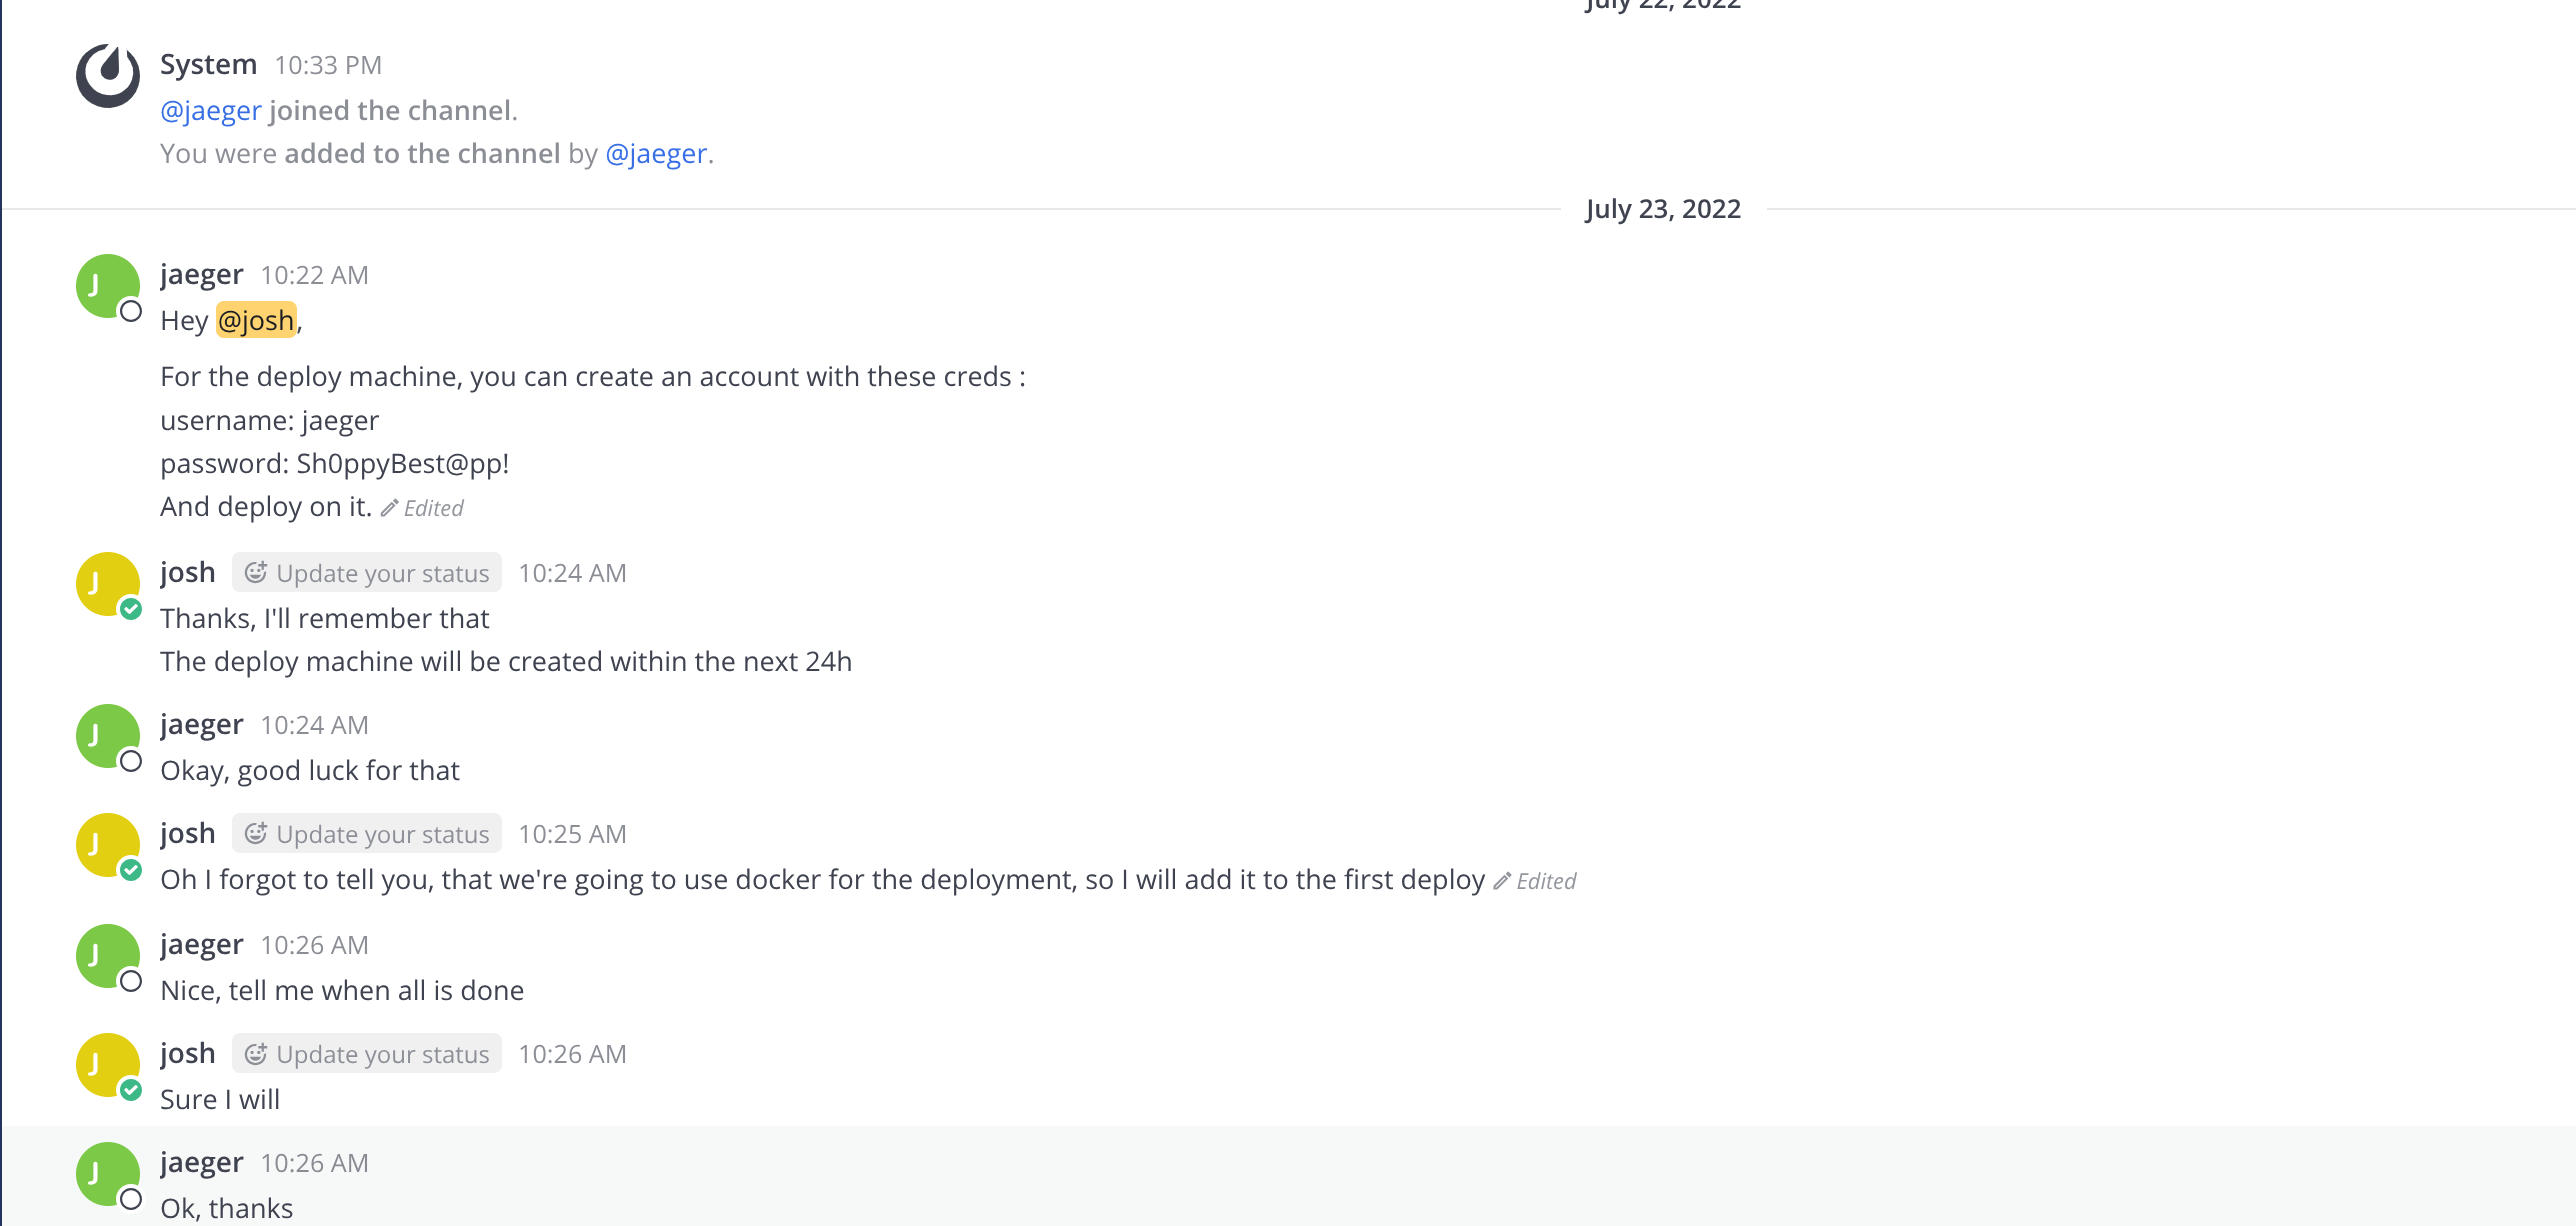 July 22, 2022
System 10:33 PM
@jaeger joined the channel.
You were added to the channel by @jaeger.
July 23, 2022
J
jaeger 10:22 AM
Hey @josh,
For the deploy machine, you can create an account with these creds :
username: jaeger
password: Sh0ppyBest@pp!
And deploy on it. Edited
J
josh Update your status 10:24 AM
Thanks, I'll remember that
The deploy machine will be created within the next 24h
J
jaeger 10:24 AM
Okay, good luck for that
J
josh Update your status 10:25 AM
Oh I forgot to tell you, that we're going to use docker for the deployment, so I will add it to the first deploy Edited
J
jaeger 10:26 AM
Nice, tell me when all is done
J
josh Update your status 10:26 AM
Sure I will
J
jaeger 10:26 AM
Ok, thanks